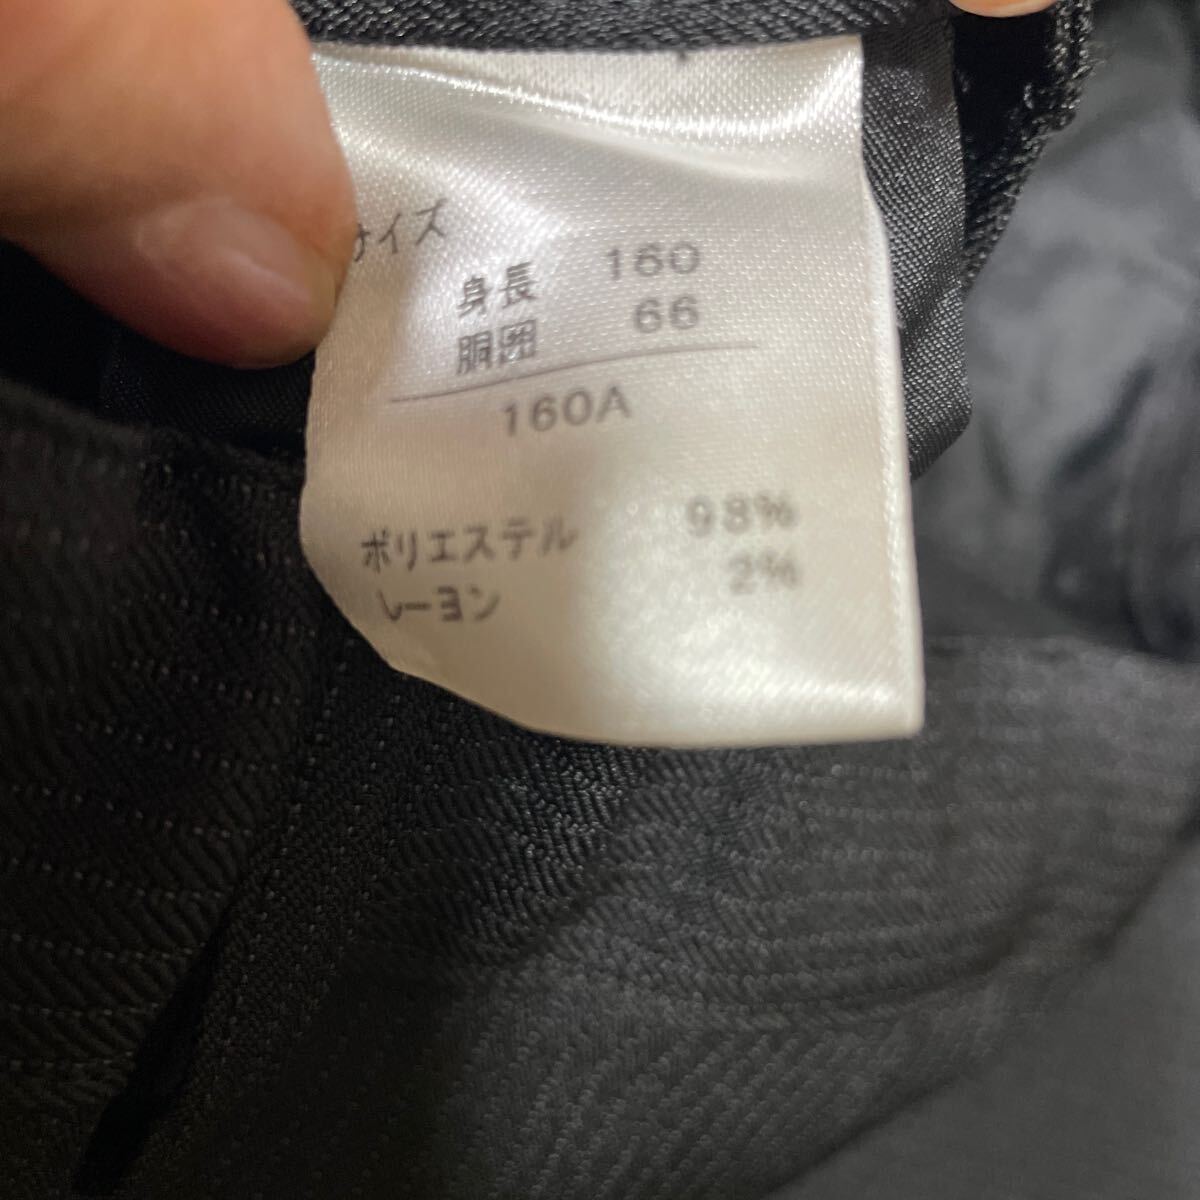 サイズ
身長 160
胴囲 66
160A
ポリエステル 98%
レーヨン 2%